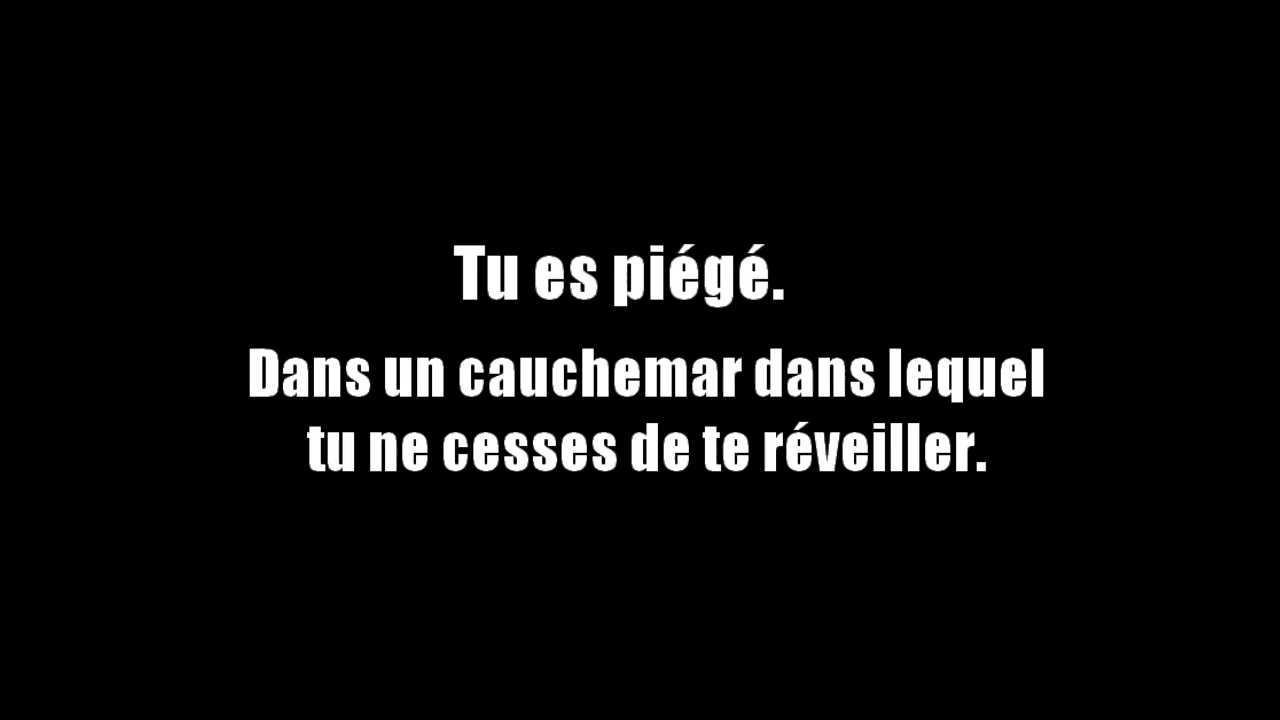 Tu es piégé.
Dans un cauchemar dans lequel
tu ne cesses de te réveiller.